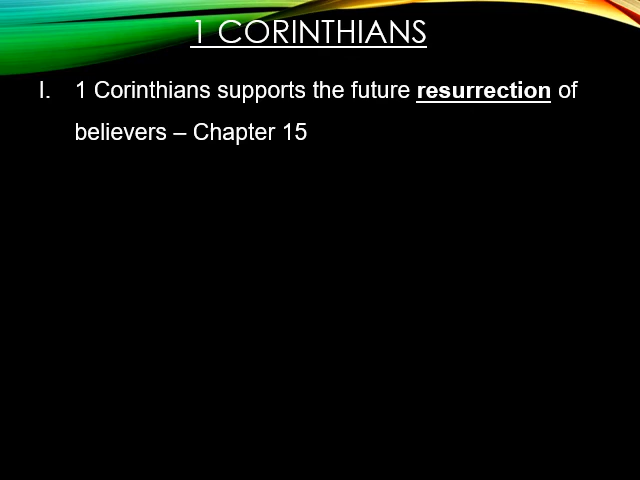 1 CORINTHIANS
I. 1 Corinthians supports the future resurrection of
believers – Chapter 15